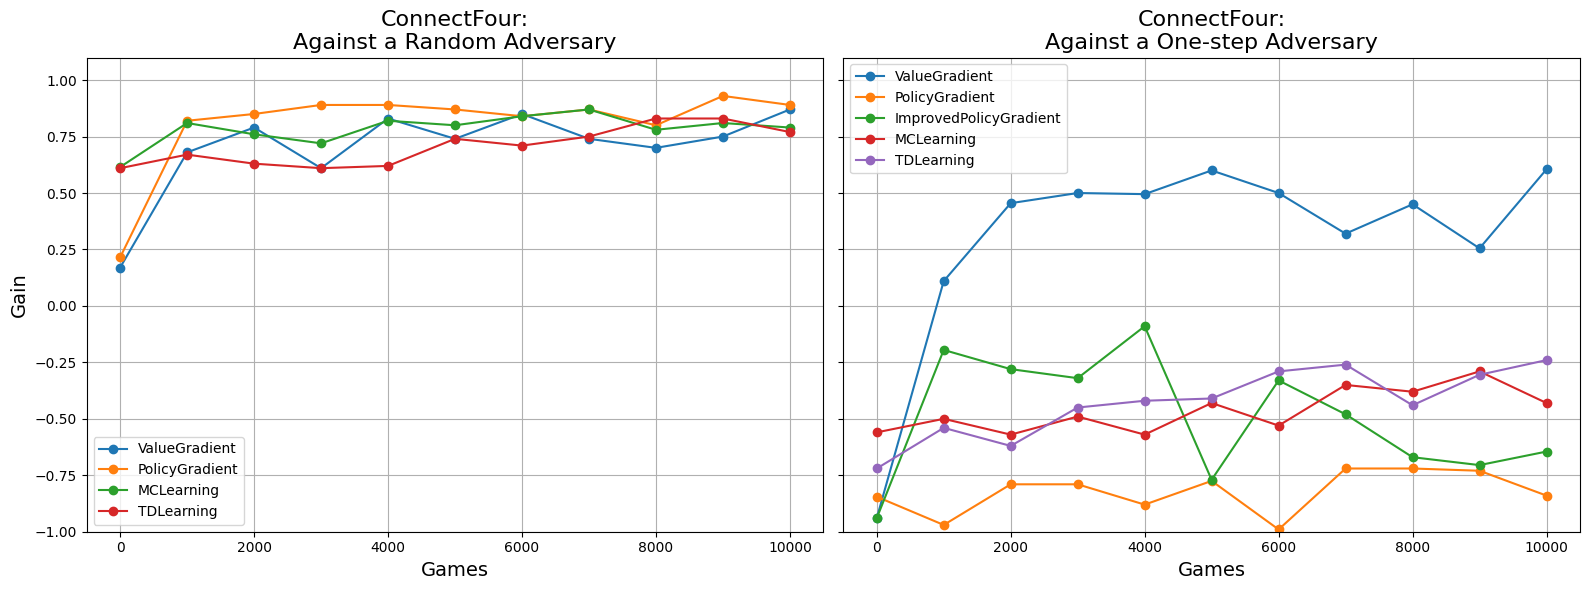 ConnectFour:
Against a Random Adversary
Gain
1.00
0.75
0.50
0.25
0.00
−0.25
−0.50
−0.75
−1.00
ValueGradient
PolicyGradient
MCLearning
TDLearning
0 2000 4000 6000 8000 10000
Games
ConnectFour:
Against a One-step Adversary
ValueGradient
PolicyGradient
ImprovedPolicyGradient
MCLearning
TDLearning
0 2000 4000 6000 8000 10000
Games